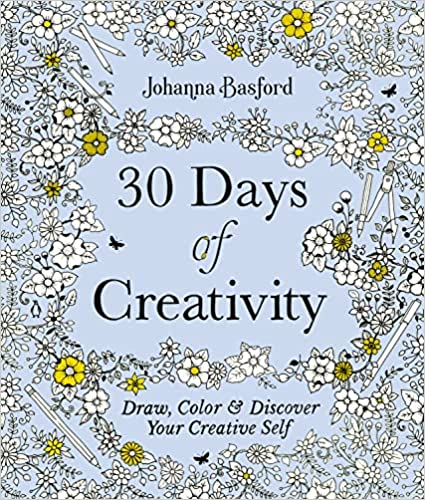 Johanna Basford
30 Days
of
Creativity
Draw, Color & Discover
Your Creative Self